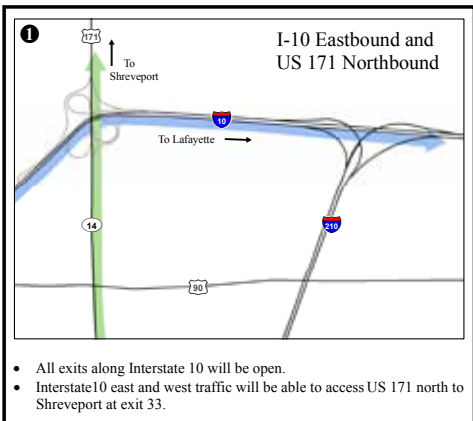 1
I-10 Eastbound and
US 171 Northbound
171
To
Shreveport
10
To Lafayette
14
210
90
• All exits along Interstate 10 will be open.
• Interstate10 east and west traffic will be able to access US 171 north to
Shreveport at exit 33.